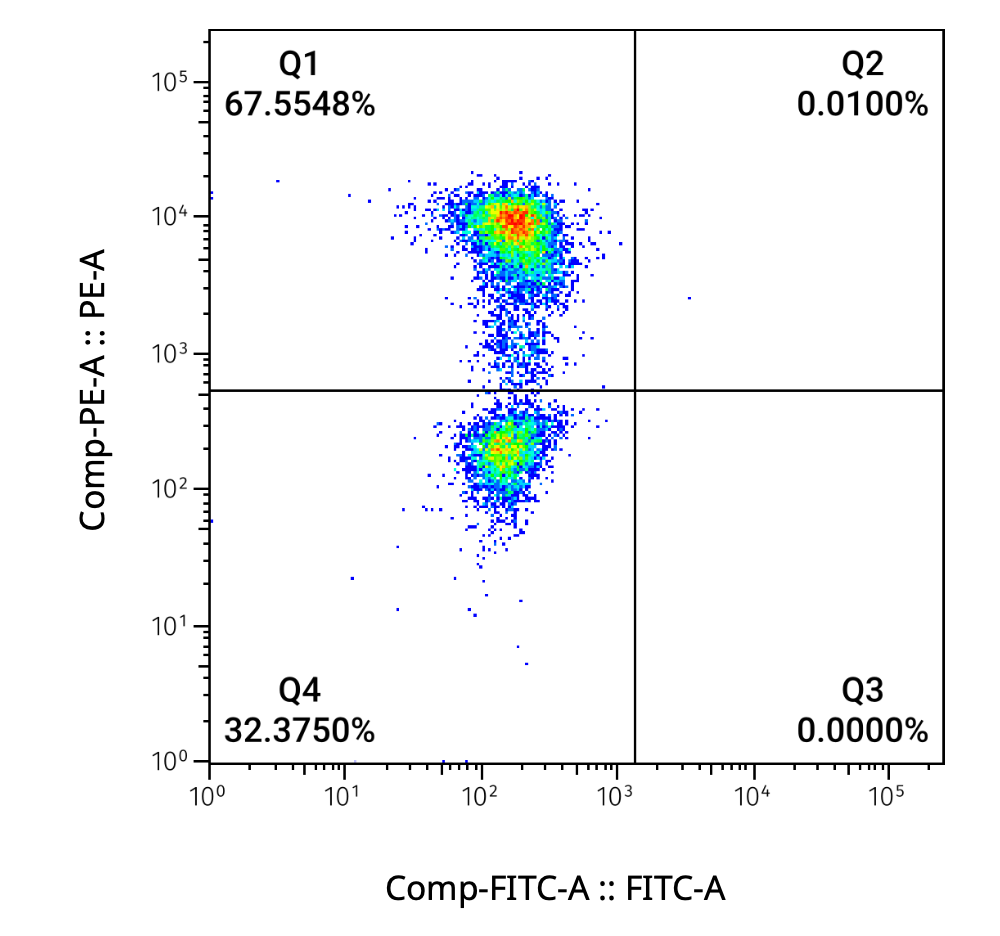 Q1
67.5548%
Q2
0.0100%
10⁵
10⁴
10³
10²
10¹
10⁰
Comp-PE-A :: PE-A
Q4
32.3750%
Q3
0.0000%
10⁰ 10¹ 10² 10³ 10⁴ 10⁵
Comp-FITC-A :: FITC-A